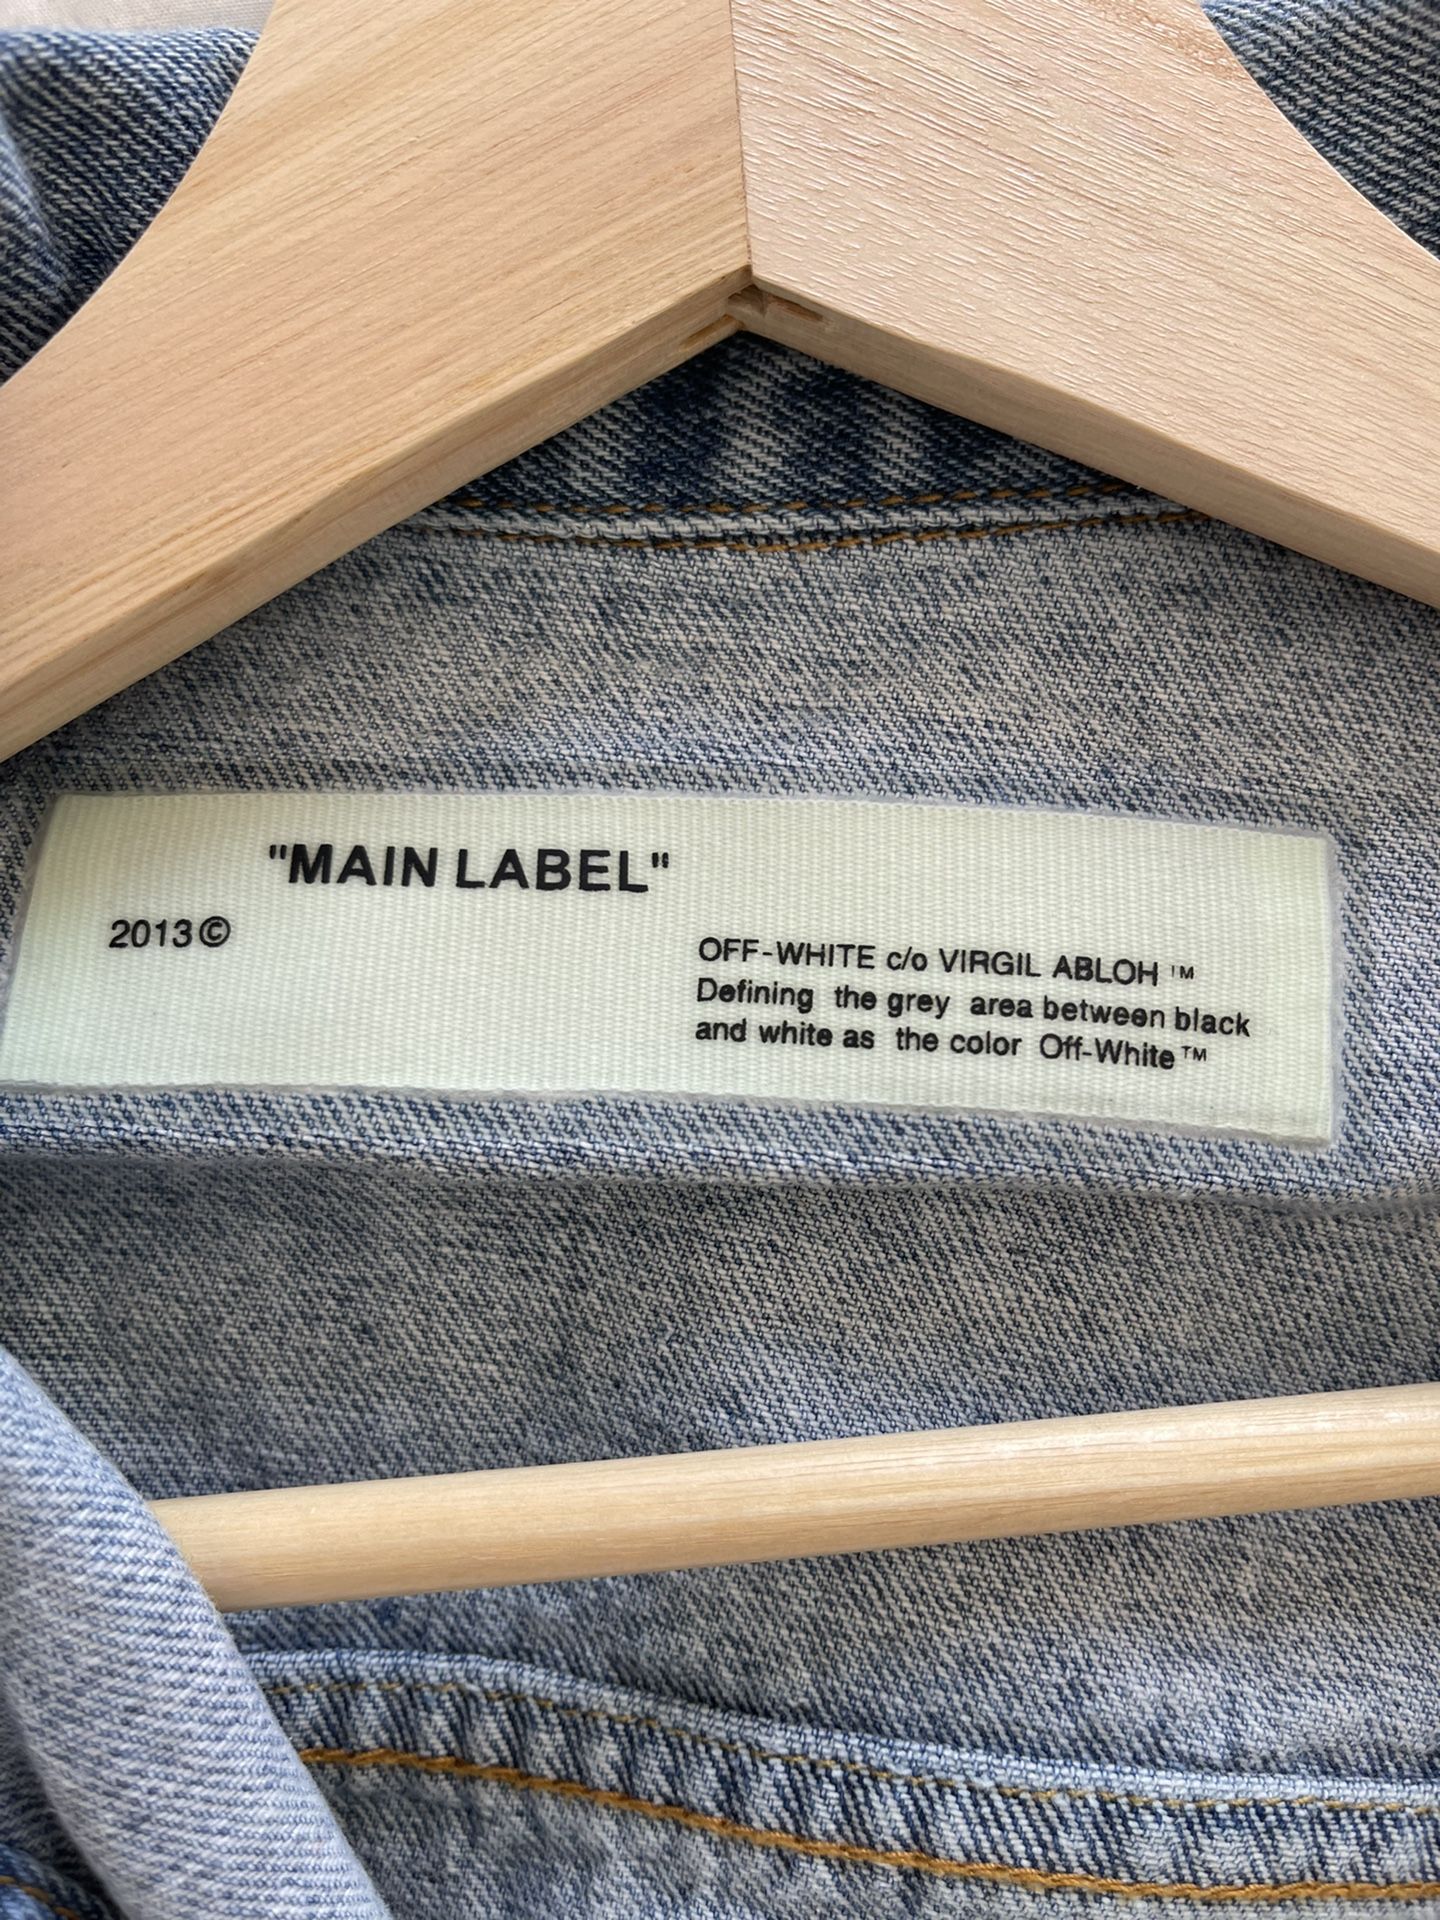 "MAIN LABEL"
2013©
OFF-WHITE c/o VIRGIL ABLOH ™
Defining the grey area between black
and white as the color Off-White™